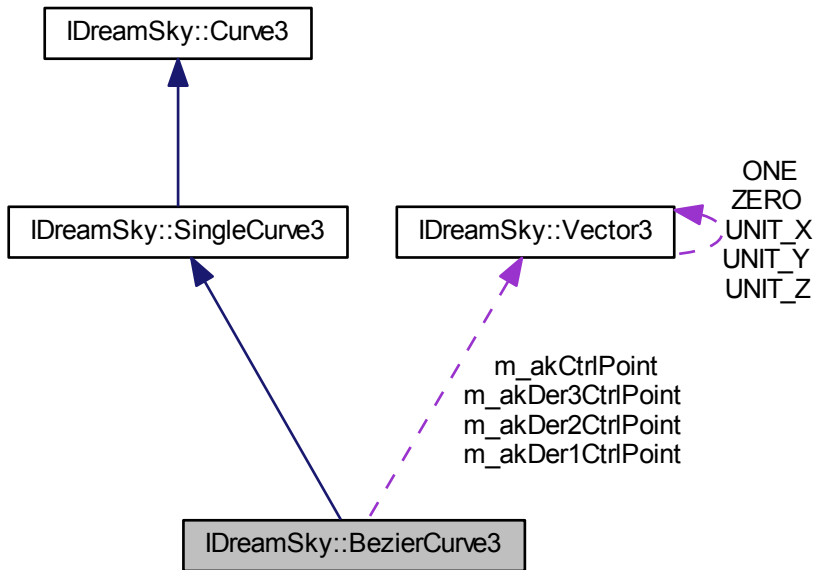 IDreamSky::Curve3
IDreamSky::SingleCurve3
IDreamSky::Vector3
ONE
ZERO
UNIT_X
UNIT_Y
UNIT_Z
m_akCtrlPoint
m_akDer3CtrlPoint
m_akDer2CtrlPoint
m_akDer1CtrlPoint
IDreamSky::BezierCurve3